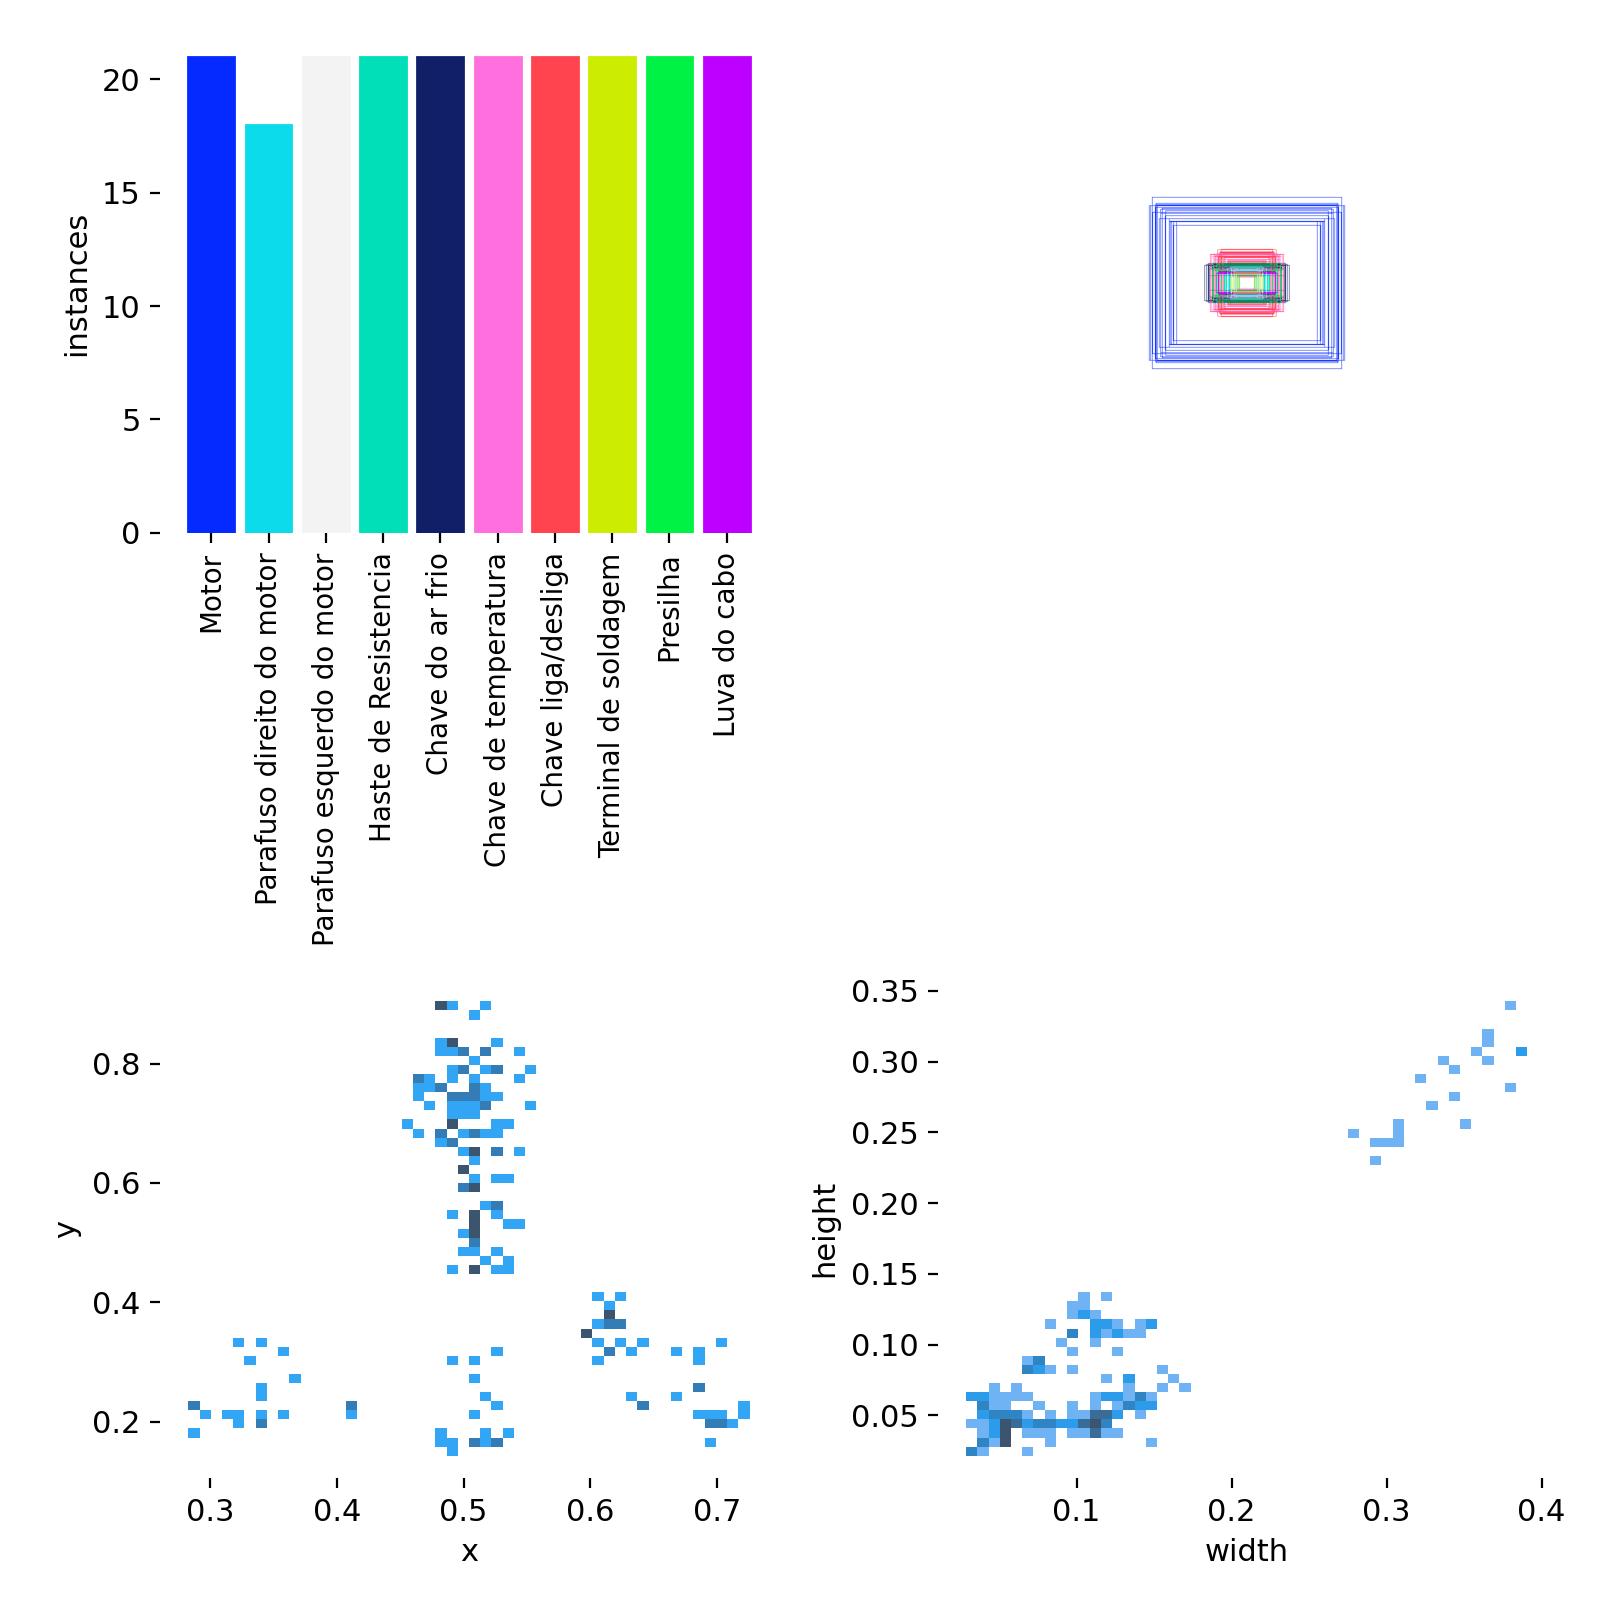 instances
20
15
10
5
0
Motor
Parafuso direito do motor
Parafuso esquerdo do motor
Haste de Resistencia
Chave do ar frio
Chave de temperatura
Chave liga/desliga
Terminal de soldagem
Presilha
Luva do cabo
y
0.8
0.6
0.4
0.2
0.3 0.4 0.5 0.6 0.7
x
height
0.35
0.30
0.25
0.20
0.15
0.10
0.05
0.1 0.2 0.3 0.4
width